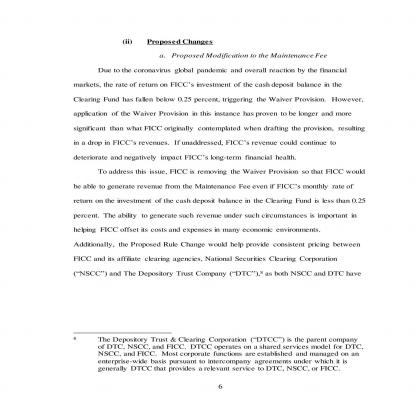 (ii) Proposed Changes
a. Proposed Modification to the Maintenance Fee
Due to the coronavirus global pandemic and overall reaction by the financial
markets, the rate of return on FICC’s investment of the cash deposit balance in the
Clearing Fund has fallen below 0.25 percent, triggering the Waiver Provision. However,
application of the Waiver Provision in this instance has proven to be longer and more
significant than what FICC originally contemplated when drafting the provision, resulting
in a drop in FICC’s revenues. If unaddressed, FICC’s revenue could continue to
deteriorate and negatively impact FICC’s long-term financial health.
To address this issue, FICC is removing the Waiver Provision so that FICC would
be able to generate revenue from the Maintenance Fee even if FICC’s monthly rate of
return on the investment of the cash deposit balance in the Clearing Fund is less than 0.25
percent. The ability to generate such revenue under such circumstances is important in
helping FICC offset its costs and expenses in many economic environments.
Additionally, the Proposed Rule Change would help provide consistent pricing between
FICC and its affiliate clearing agencies, National Securities Clearing Corporation
(“NSCC”) and The Depository Trust Company (“DTC”),⁸ as both NSCC and DTC have
⁸ The Depository Trust & Clearing Corporation (“DTCC”) is the parent company
of DTC, NSCC, and FICC. DTCC operates on a shared services model for DTC,
NSCC, and FICC. Most corporate functions are established and managed on an
enterprise-wide basis pursuant to intercompany agreements under which it is
generally DTCC that provides a relevant service to DTC, NSCC, or FICC.
6